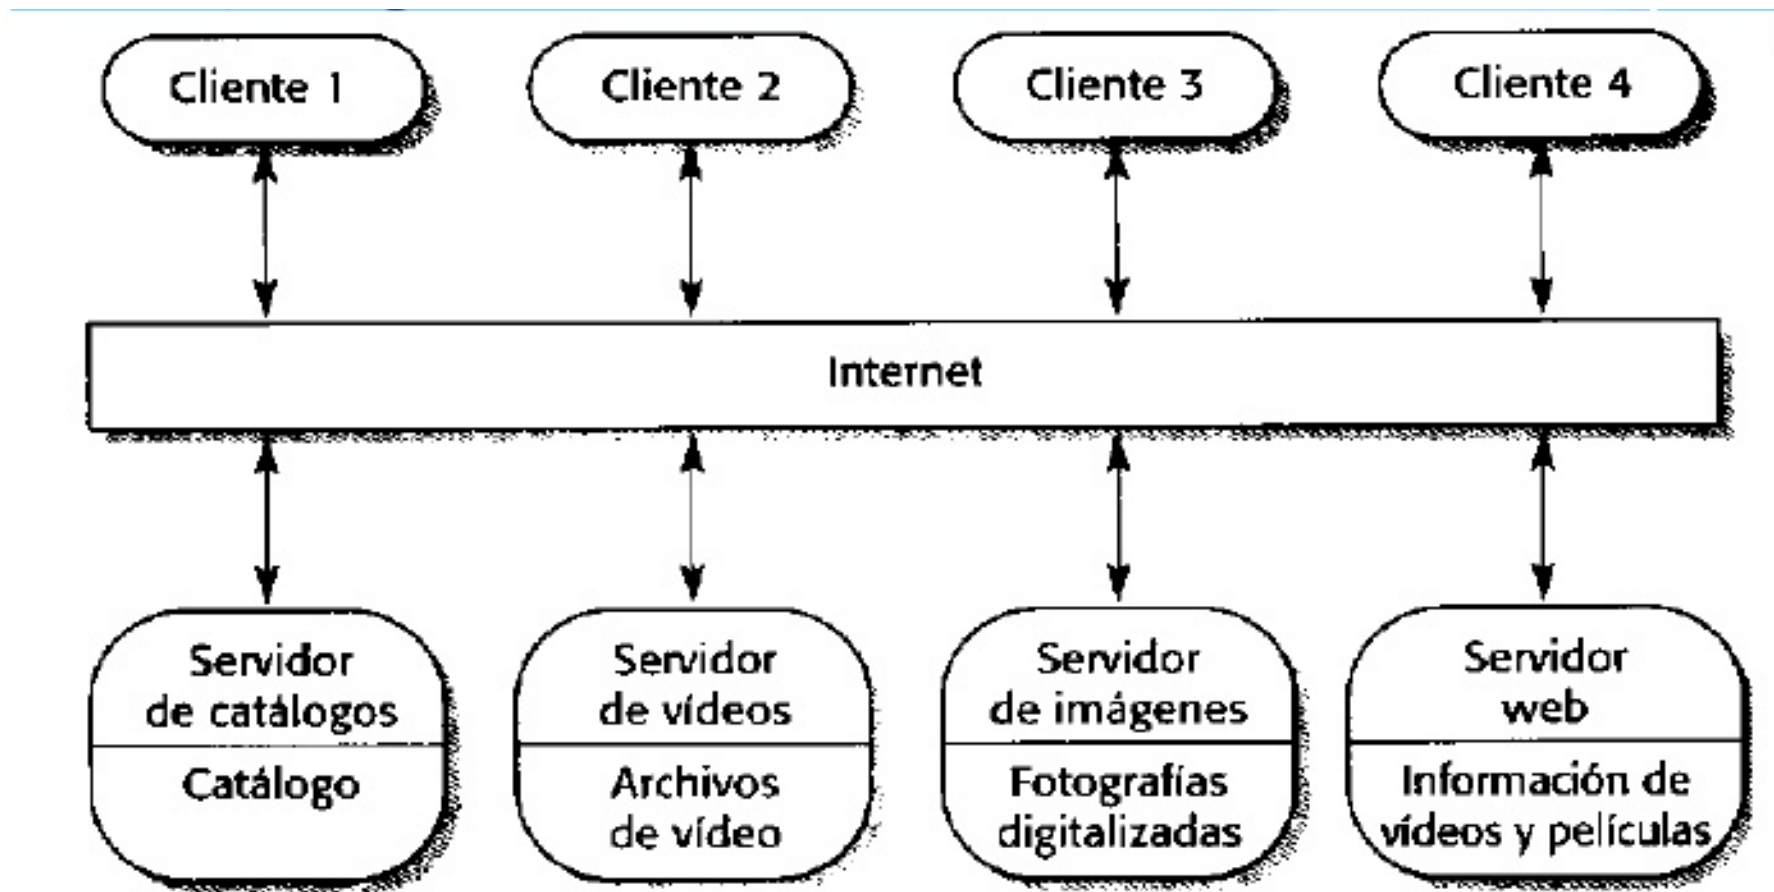 Cliente 1
Cliente 2
Cliente 3
Cliente 4
Internet
Servidor
de catálogos
Catálogo
Servidor
de vídeos
Archivos
de vídeo
Servidor
de imágenes
Fotografías
digitalizadas
Servidor
web
Información de
vídeos y películas